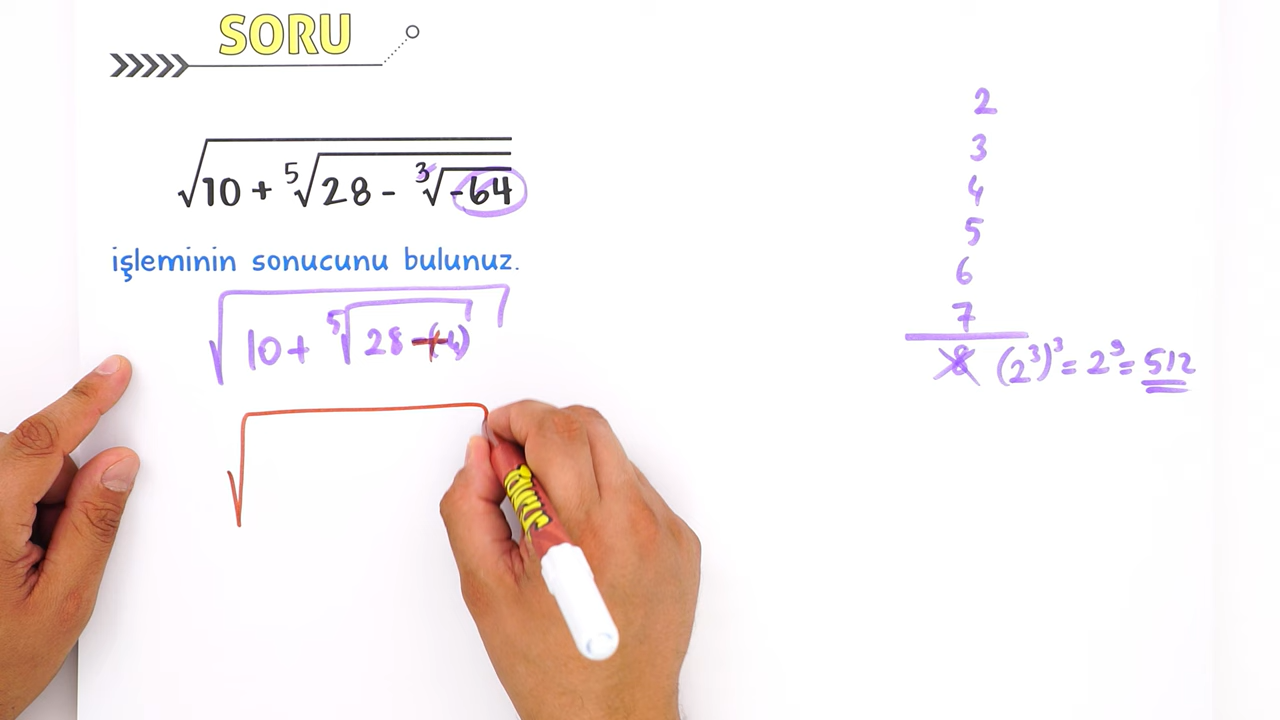 SORU
√10 + ⁵√28 - ³√-64
işleminin sonucunu bulunuz.
√10 + ⁵√28 + 4
2
3
4
5
6
7
8 (2³)³ = 2⁹ = 512